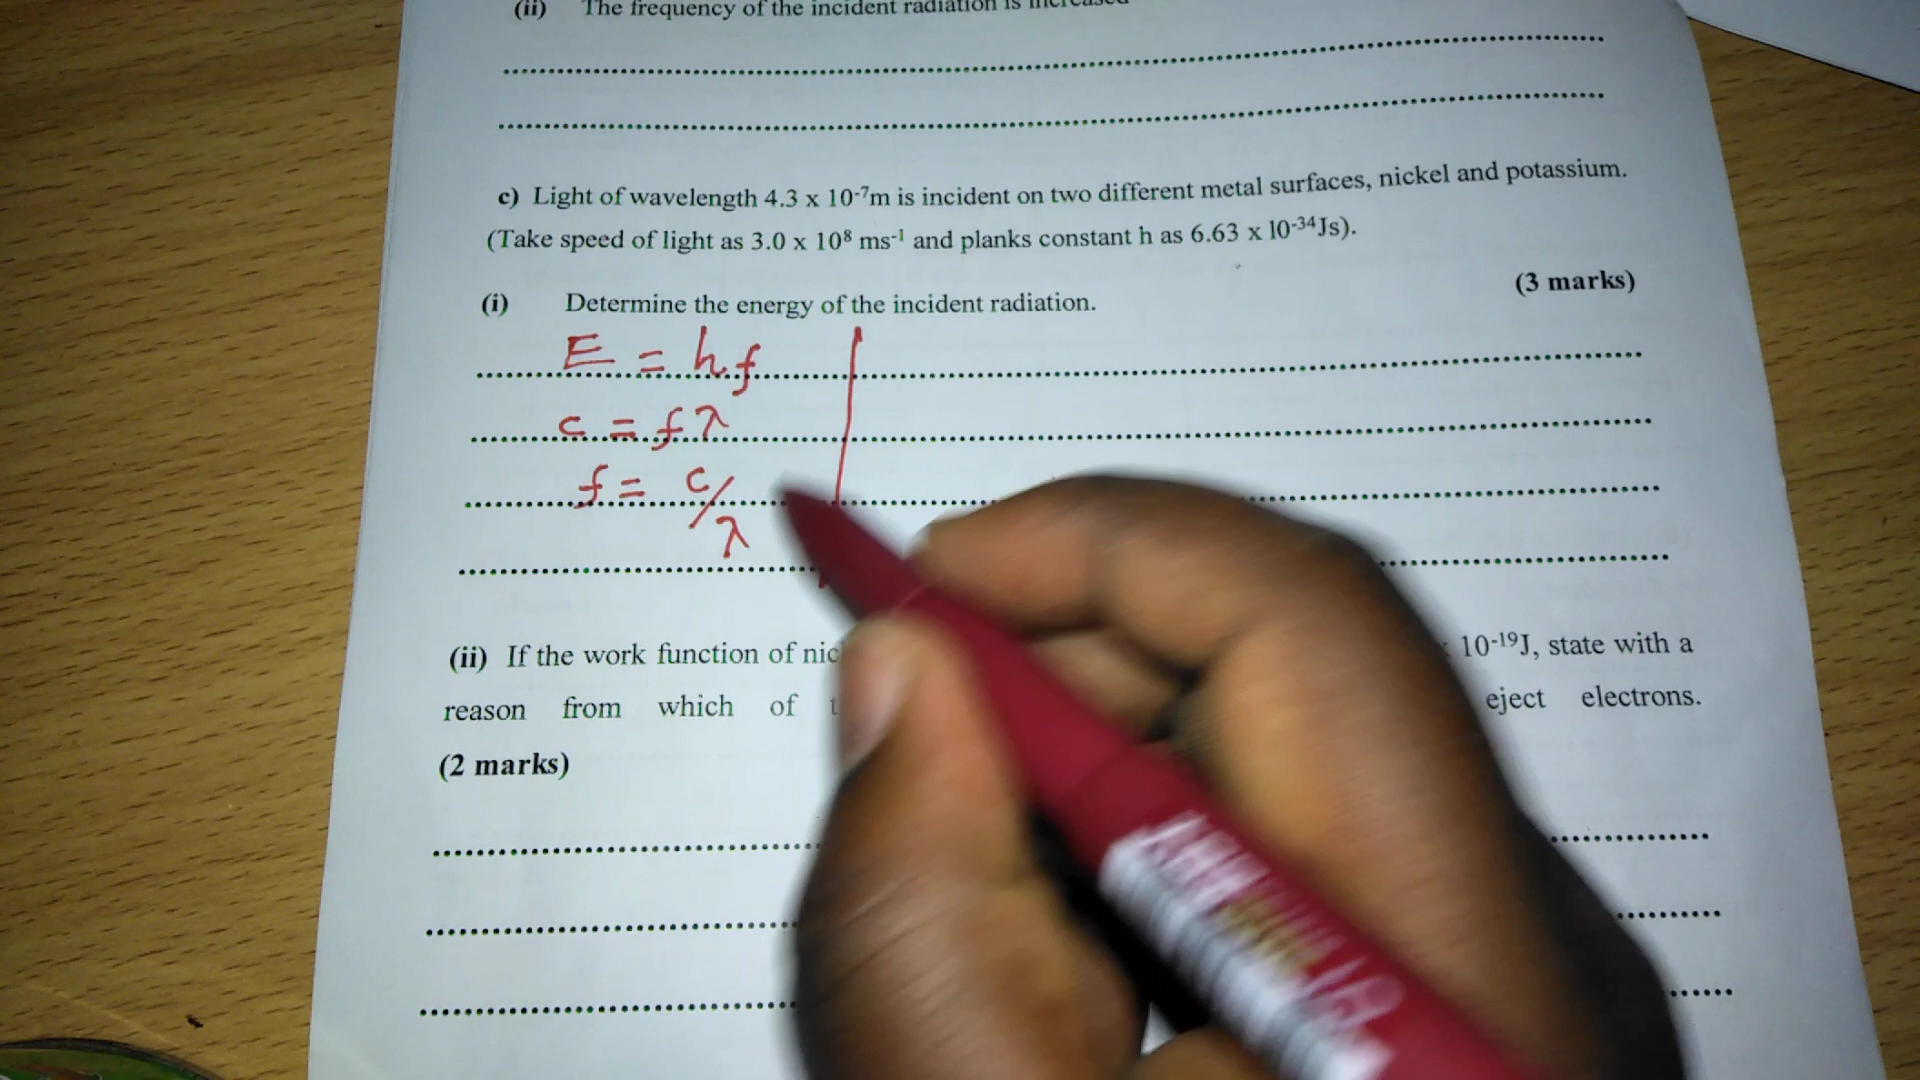 (ii) The frequency of the incident radiation is increased
c) Light of wavelength 4.3 x 10⁻⁷m is incident on two different metal surfaces, nickel and potassium.
(Take speed of light as 3.0 x 10⁸ ms⁻¹ and planks constant h as 6.63 x 10⁻³⁴Js).
(3 marks)
(i) Determine the energy of the incident radiation.
E = hf
c = fλ
f = c/λ
(ii) If the work function of 10⁻¹⁹J, state with a
reason from which of eject electrons.
(2 marks)